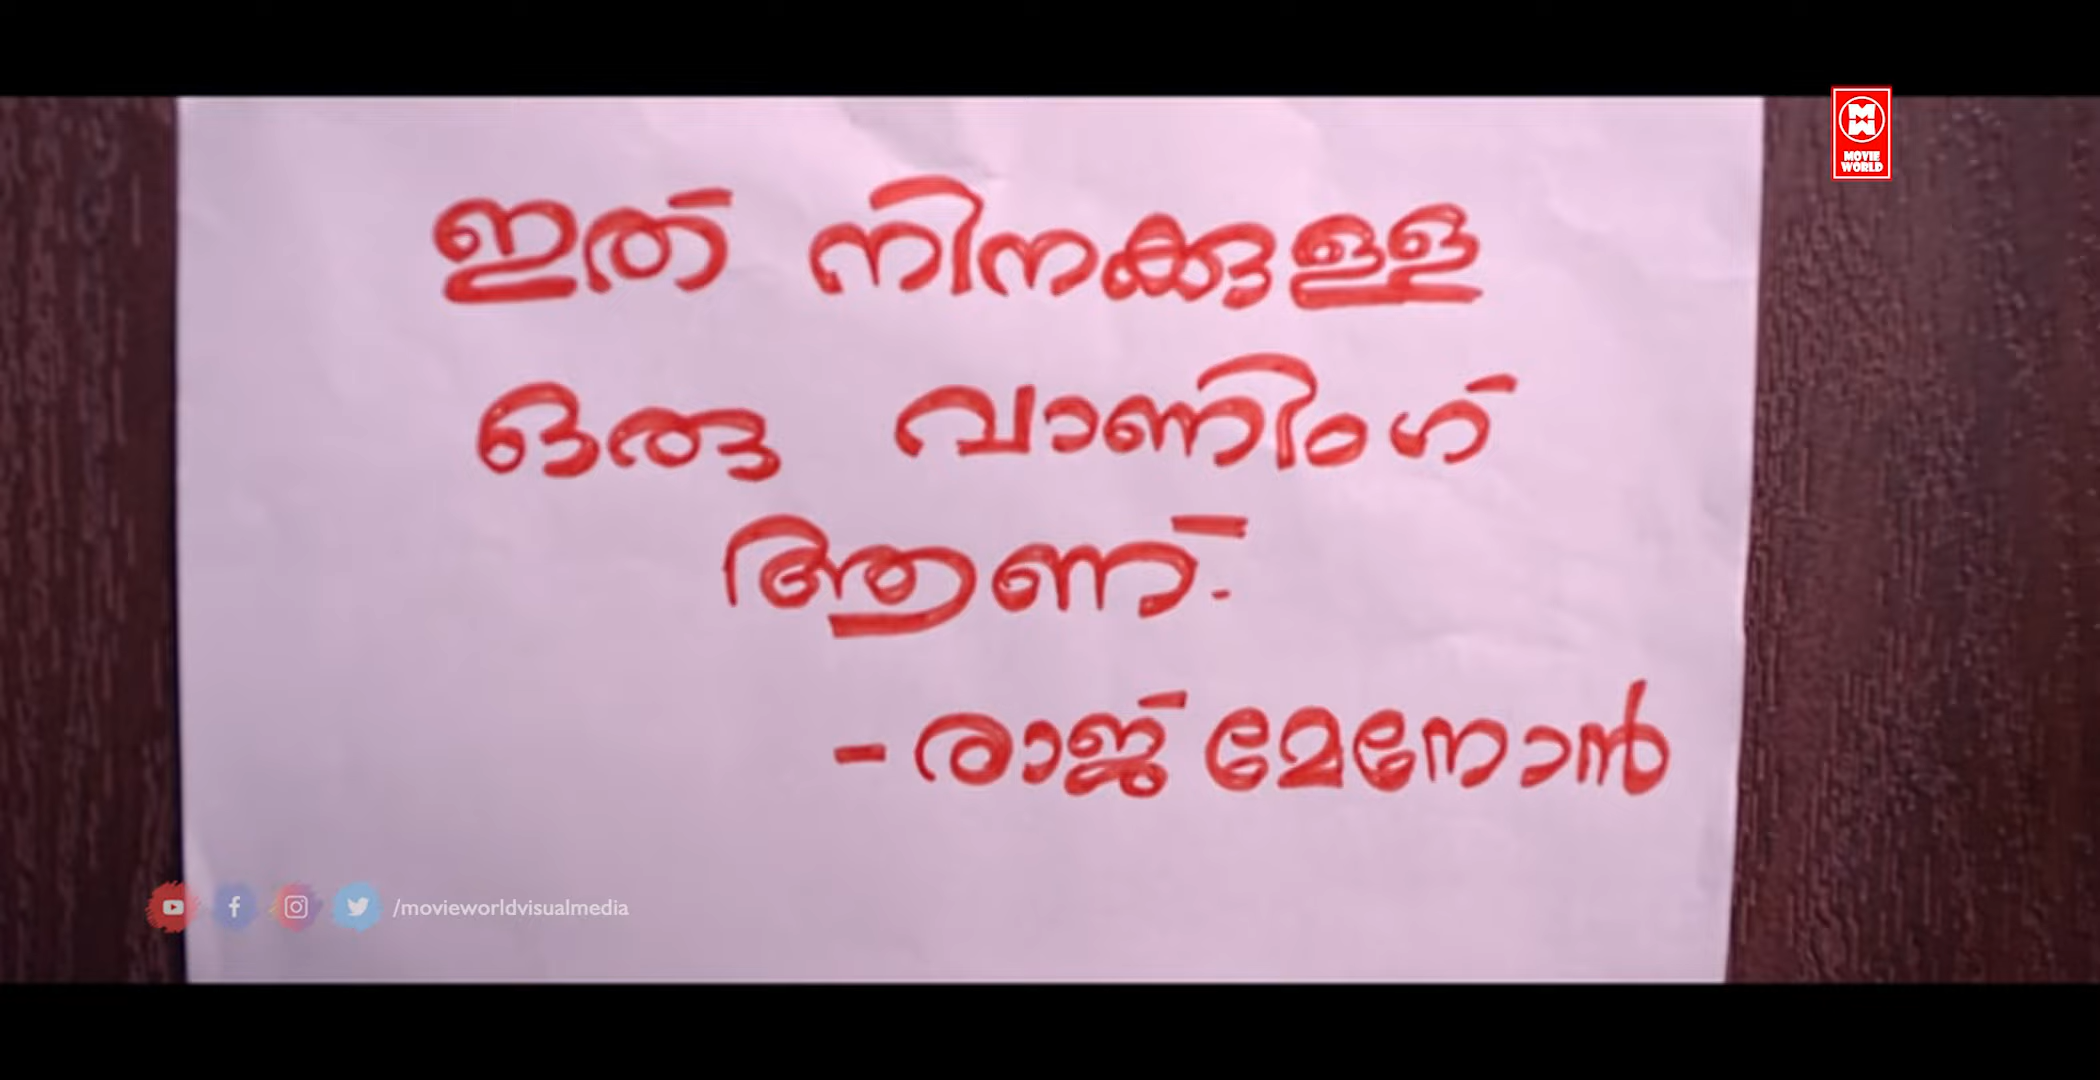 MOVIE
WORLD
ഇത് നിനക്കുള്ള
ഒരു വാണിംഗ്
ആണ്.
- രാജ് മേനോൻ
/movieworldvisualmedia